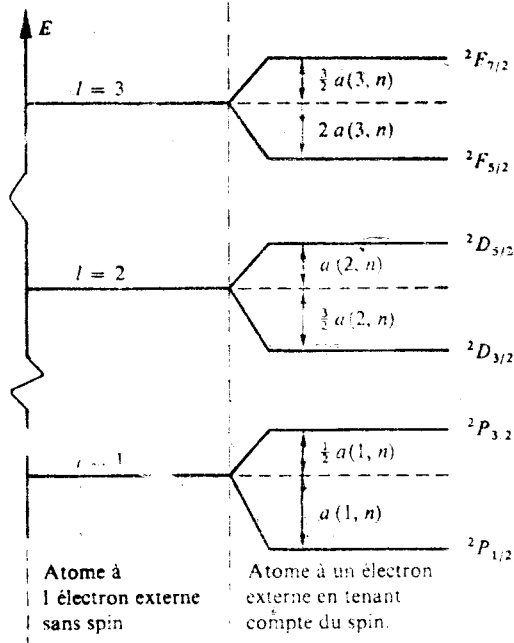 E
²F₇/₂
3/2 a(3, n)
l = 3
2 a(3, n)
²F₅/₂
²D₅/₂
a(2, n)
l = 2
3/2 a(2, n)
²D₃/₂
²P₃/₂
1/2 a(1, n)
l = 1
a(1, n)
²P₁/₂
Atome à
1 électron externe
sans spin
Atome à un électron
externe en tenant
compte du spin.